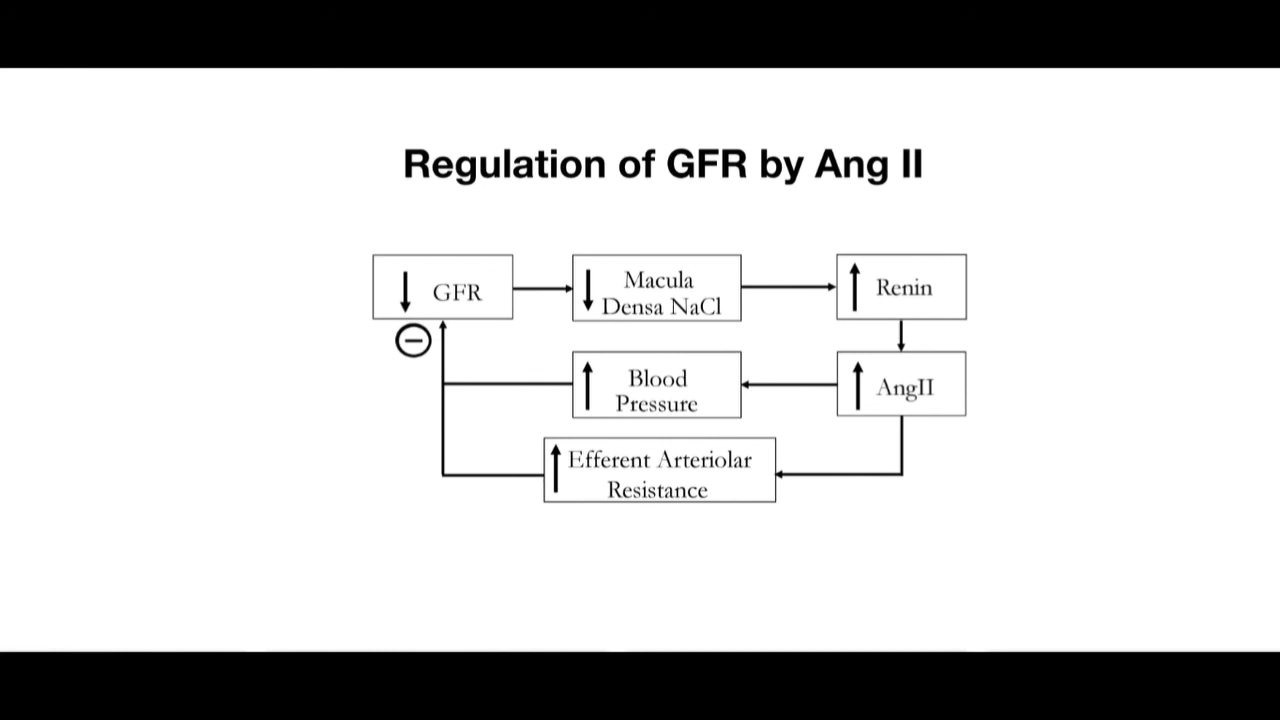 Regulation of GFR by Ang II
↓ GFR
↓ Macula
Densa NaCl
↑ Renin
⊖
↑ Blood
Pressure
↑ AngII
↑ Efferent Arteriolar
Resistance